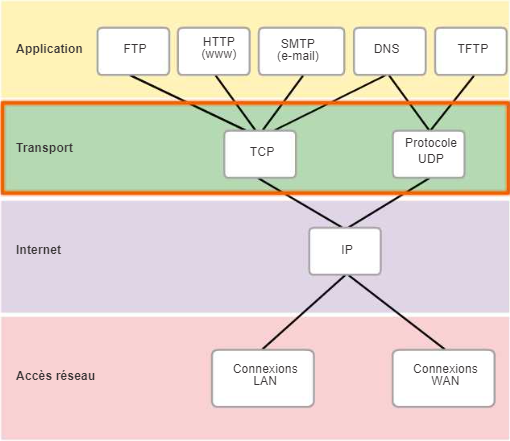 Application
FTP
HTTP
(www)
SMTP
(e-mail)
DNS
TFTP
Transport
TCP
Protocole
UDP
Internet
IP
Accès réseau
Connexions
LAN
Connexions
WAN